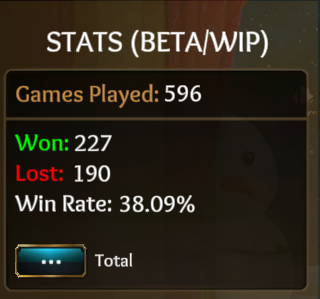 STATS (BETA/WIP)
Games Played: 596
Won: 227
Lost: 190
Win Rate: 38.09%
... Total